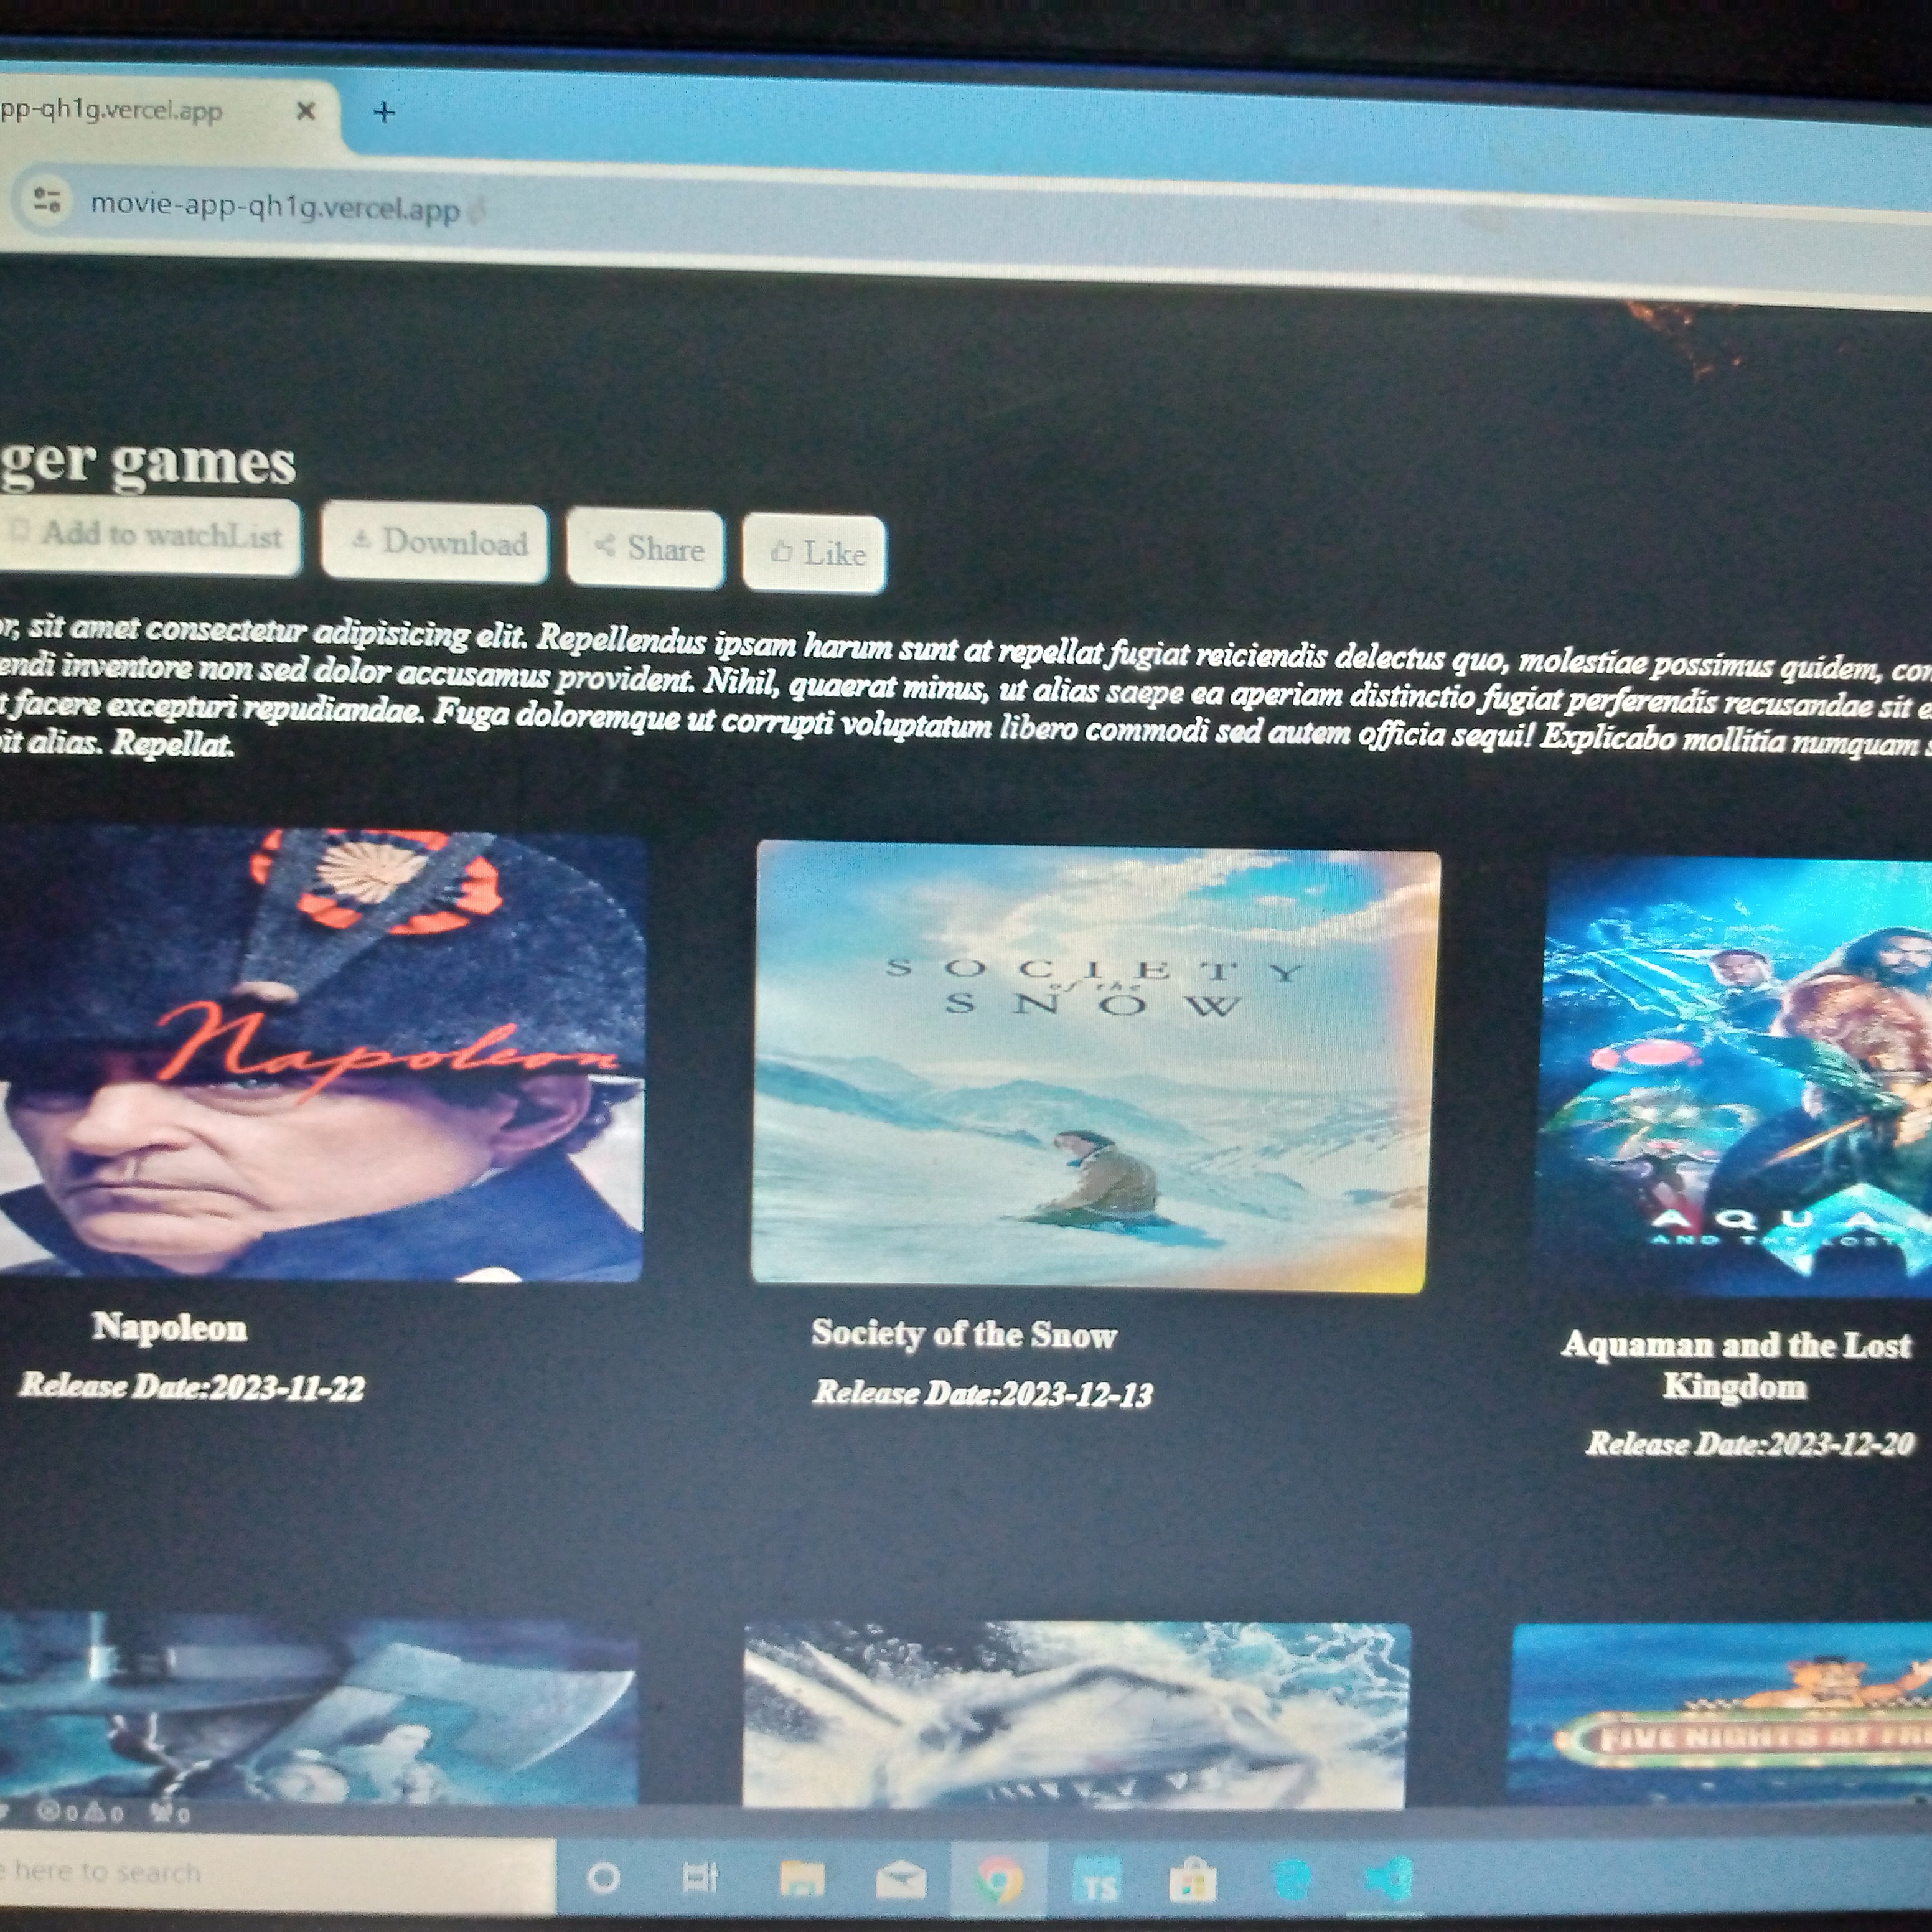 pp-qh1g.vercel.app
movie-app-qh1g.vercel.app
ger games
Add to watchList Download Share Like
or, sit amet consectetur adipisicing elit. Repellendus ipsam harum sunt at repellat fugiat reiciendis delectus quo, molestiae possimus quidem, con
endi inventore non sed dolor accusamus provident. Nihil, quaerat minus, ut alias saepe ea aperiam distinctio fugiat perferendis recusandae sit e
t facere excepturi repudiandae. Fuga doloremque ut corrupti voluptatum libero commodi sed autem officia sequi! Explicabo mollitia numquam s
it alias. Repellat.
Napoleon
SOCIETY
of the
SNOW
AQUA
AND THE LOST
Napoleon
Release Date:2023-11-22
Society of the Snow
Release Date:2023-12-13
Aquaman and the Lost
Kingdom
Release Date:2023-12-20
FIVE NIGHTS AT FR
0 0 0
e here to search
TS